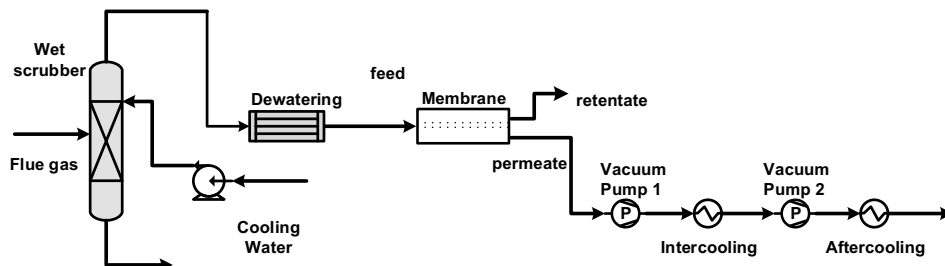 Wet
scrubber
Flue gas
Cooling
Water
Dewatering
feed
Membrane
retentate
permeate
Vacuum
Pump 1
P
Intercooling
Vacuum
Pump 2
P
Aftercooling